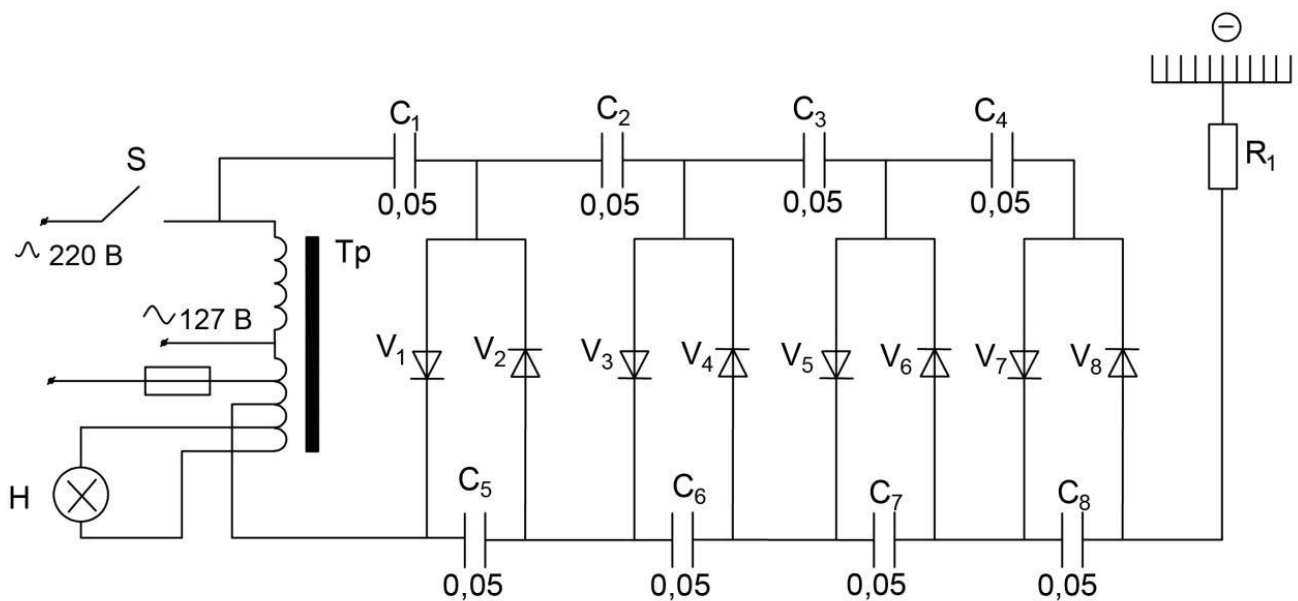 S
∿ 220 В
∿ 127 В
Тр
H
C₁
0,05
C₂
0,05
C₃
0,05
C₄
0,05
V₁
V₂
V₃
V₄
V₅
V₆
V₇
V₈
C₅
0,05
C₆
0,05
C₇
0,05
C₈
0,05
−
R₁